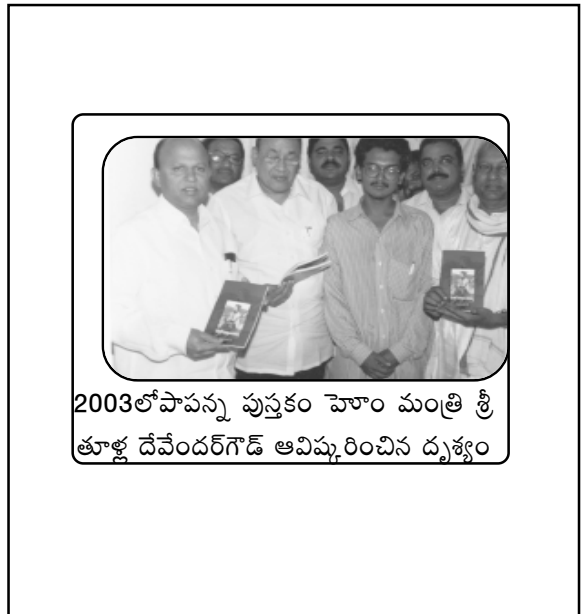 2003లోపాపన్న పుస్తకం హెూం మంత్రి శ్రీ
తూళ్ల దేవేందర్‌గౌడ్ ఆవిష్కరించిన దృశ్యం